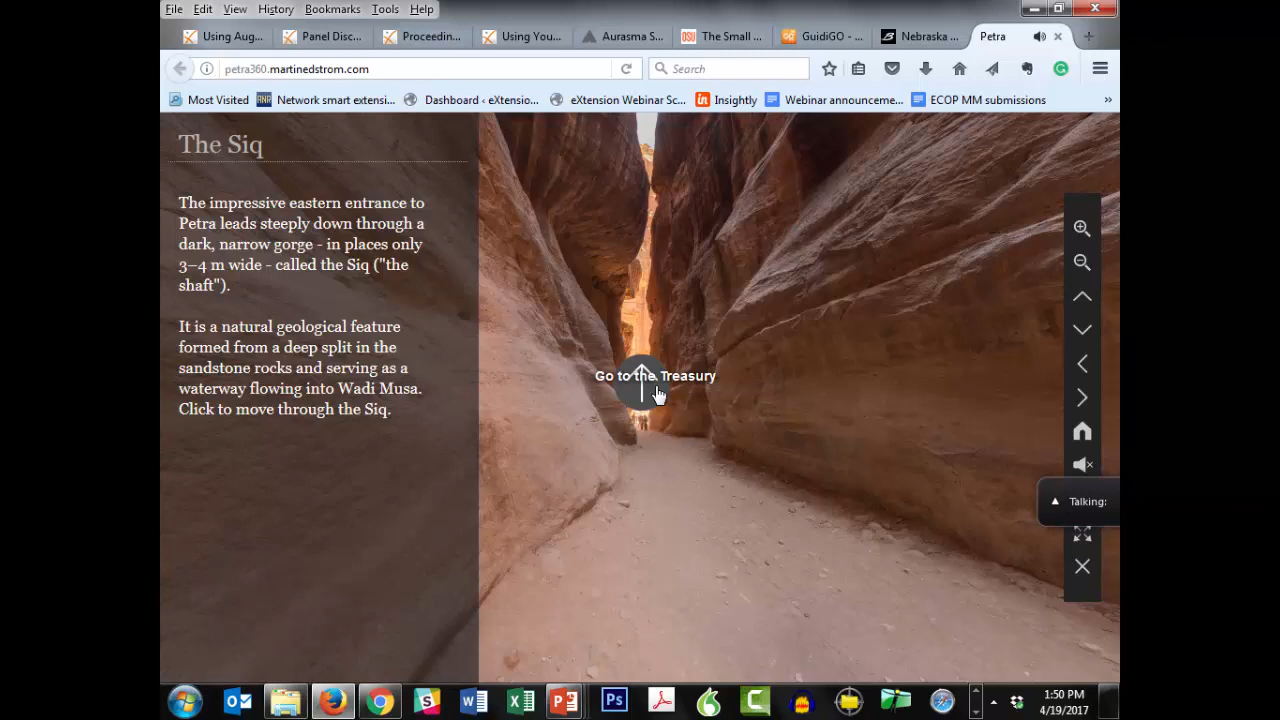 File Edit View History Bookmarks Tools Help
Using Aug... Panel Disc... Proceedin... Using You... Aurasma S... The Small ... GuidiGO - ... Nebraska ... Petra
petra360.martinedstrom.com Search
Most Visited Network smart extensi... Dashboard ‹ eXtensio... eXtension Webinar Sc... Insightly Webinar announceme... ECOP MM submissions »
The Siq
The impressive eastern entrance to
Petra leads steeply down through a
dark, narrow gorge - in places only
3–4 m wide - called the Siq ("the
shaft").
It is a natural geological feature
formed from a deep split in the
sandstone rocks and serving as a
waterway flowing into Wadi Musa.
Click to move through the Siq.
Go to the Treasury
Talking:
1:50 PM
4/19/2017